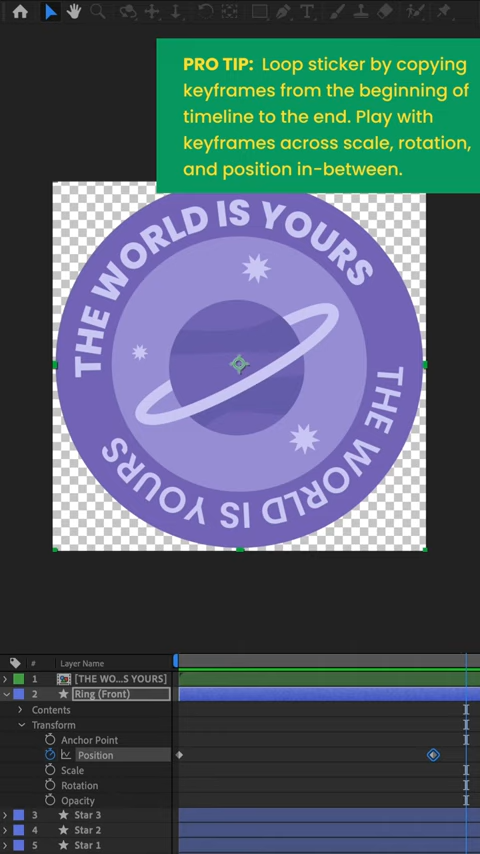 PRO TIP: Loop sticker by copying
keyframes from the beginning of
timeline to the end. Play with
keyframes across scale, rotation,
and position in-between.
THE WORLD IS YOURS
THE WORLD IS YOURS
# Layer Name
1 [THE WO...S YOURS]
2 Ring (Front)
Contents
Transform
Anchor Point
Position
Scale
Rotation
Opacity
3 Star 3
4 Star 2
5 Star 1